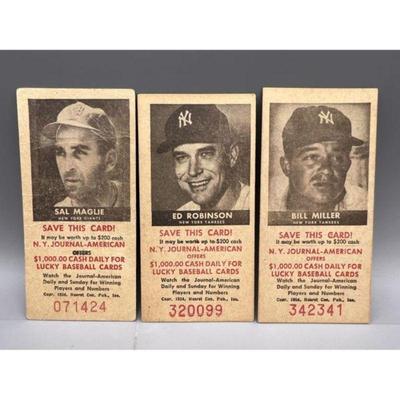 SAL MAGLIE
NEW YORK GIANTS
SAVE THIS CARD!
It may be worth up to $200 cash
N.Y. JOURNAL-AMERICAN
OFFERS
$1,000.00 CASH DAILY FOR
LUCKY BASEBALL CARDS
Watch the Journal-American
Daily and Sunday for Winning
Players and Numbers
Copr. 1954, Hearst Con. Pub., Inc.
071424
NY
ED ROBINSON
NEW YORK YANKEES
SAVE THIS CARD!
It may be worth up to $200 cash
N.Y. JOURNAL-AMERICAN
OFFERS
$1,000.00 CASH DAILY FOR
LUCKY BASEBALL CARDS
Watch the Journal-American
Daily and Sunday for Winning
Players and Numbers
Copr. 1954, Hearst Con. Pub., Inc.
320099
NY
BILL MILLER
NEW YORK YANKEES
SAVE THIS CARD!
It may be worth up to $200 cash
N.Y. JOURNAL-AMERICAN
OFFERS
$1,000.00 CASH DAILY FOR
LUCKY BASEBALL CARDS
Watch the Journal-American
Daily and Sunday for Winning
Players and Numbers
Copr. 1954, Hearst Con. Pub., Inc.
342341